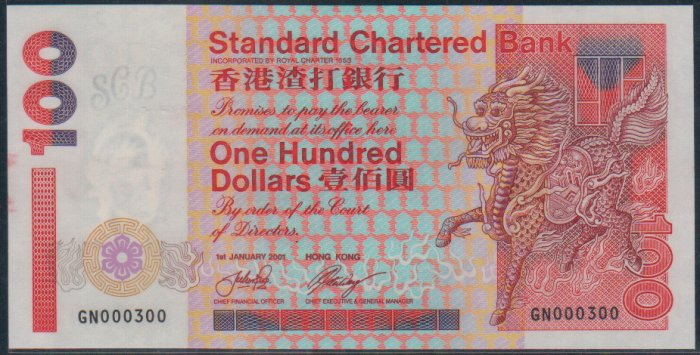 100
SCB
Standard Chartered Bank
INCORPORATED BY ROYAL CHARTER 1853
香港渣打銀行
Promises to pay the bearer
on demand at its office here
One Hundred
Dollars 壹佰圓
By order of the Court
of Directors.
1st JANUARY 2001 HONG KONG
CHIEF FINANCIAL OFFICER CHIEF EXECUTIVE & GENERAL MANAGER
GN000300
GN000300
100